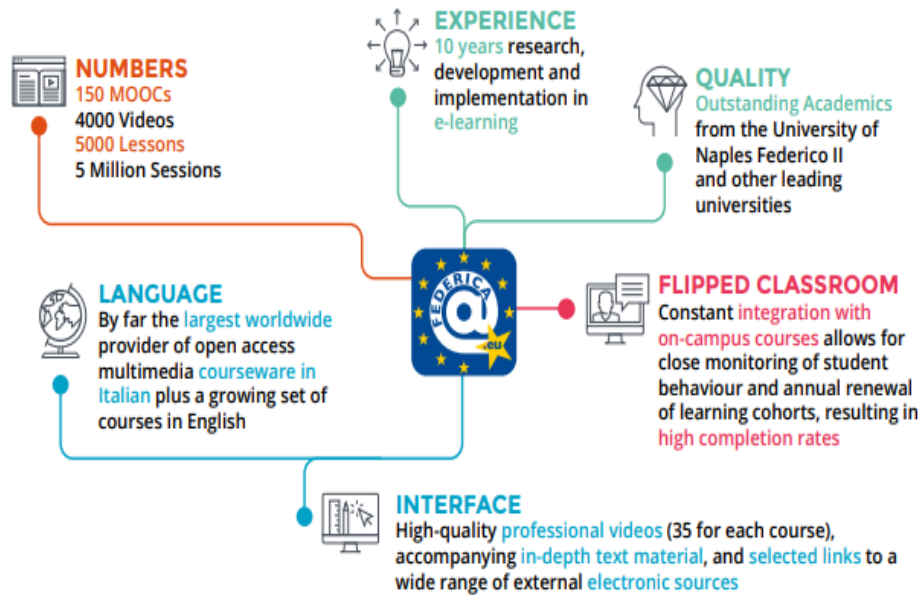 EXPERIENCE
10 years research,
development and
implementation in
e-learning
NUMBERS
150 MOOCs
4000 Videos
5000 Lessons
5 Million Sessions
QUALITY
Outstanding Academics
from the University of
Naples Federico II
and other leading
universities
FEDERICA
@
.eu
LANGUAGE
By far the largest worldwide
provider of open access
multimedia courseware in
Italian plus a growing set of
courses in English
FLIPPED CLASSROOM
Constant integration with
on-campus courses allows for
close monitoring of student
behaviour and annual renewal
of learning cohorts, resulting in
high completion rates
INTERFACE
High-quality professional videos (35 for each course),
accompanying in-depth text material, and selected links to a
wide range of external electronic sources